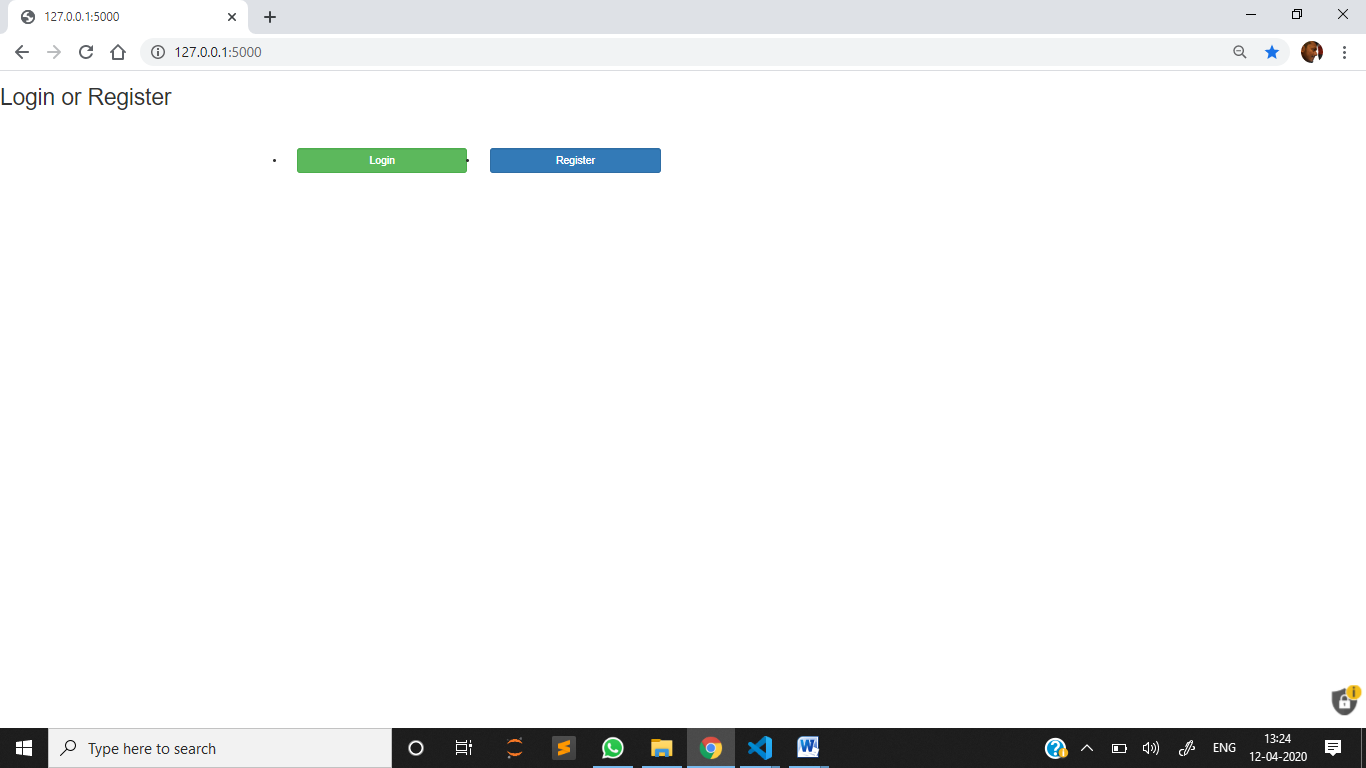 127.0.0.1:5000
127.0.0.1:5000
Login or Register
Login
Register
Type here to search
ENG
13:24
12-04-2020